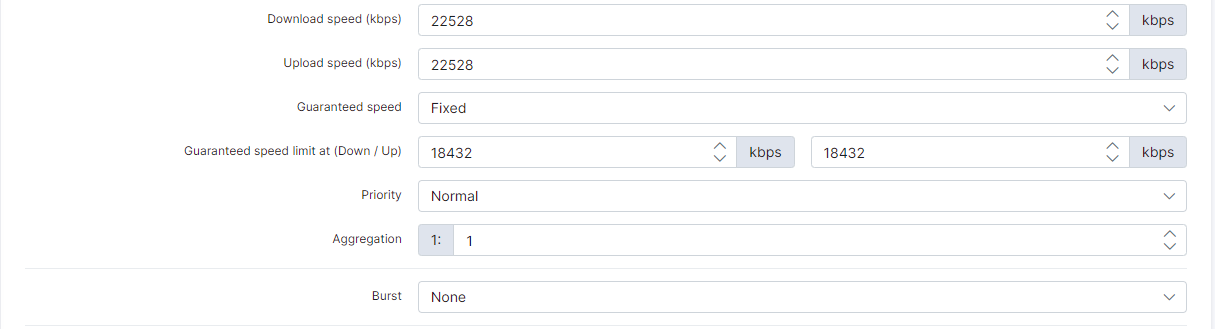 Download speed (kbps) 22528 kbps
Upload speed (kbps) 22528 kbps
Guaranteed speed Fixed
Guaranteed speed limit at (Down / Up) 18432 kbps 18432 kbps
Priority Normal
Aggregation 1: 1
Burst None